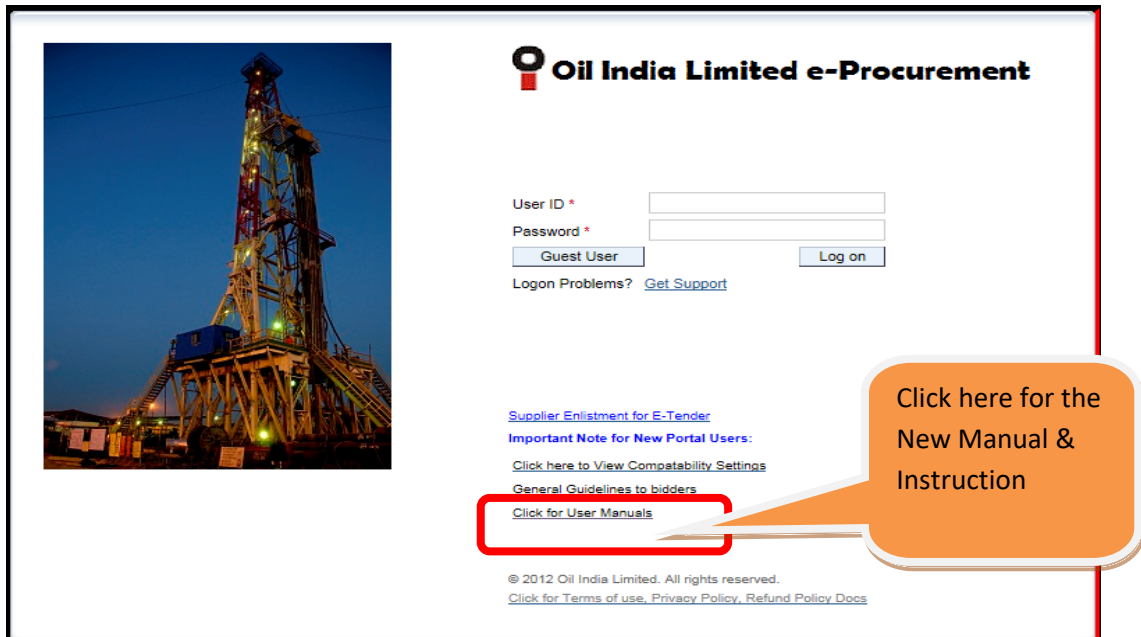 Oil India Limited e-Procurement
User ID *
Password *
Guest User
Log on
Logon Problems? Get Support
Supplier Enlistment for E-Tender
Important Note for New Portal Users:
Click here to View Compatability Settings
General Guidelines to bidders
Click for User Manuals
Click here for the
New Manual &
Instruction
© 2012 Oil India Limited. All rights reserved.
Click for Terms of use, Privacy Policy, Refund Policy Docs